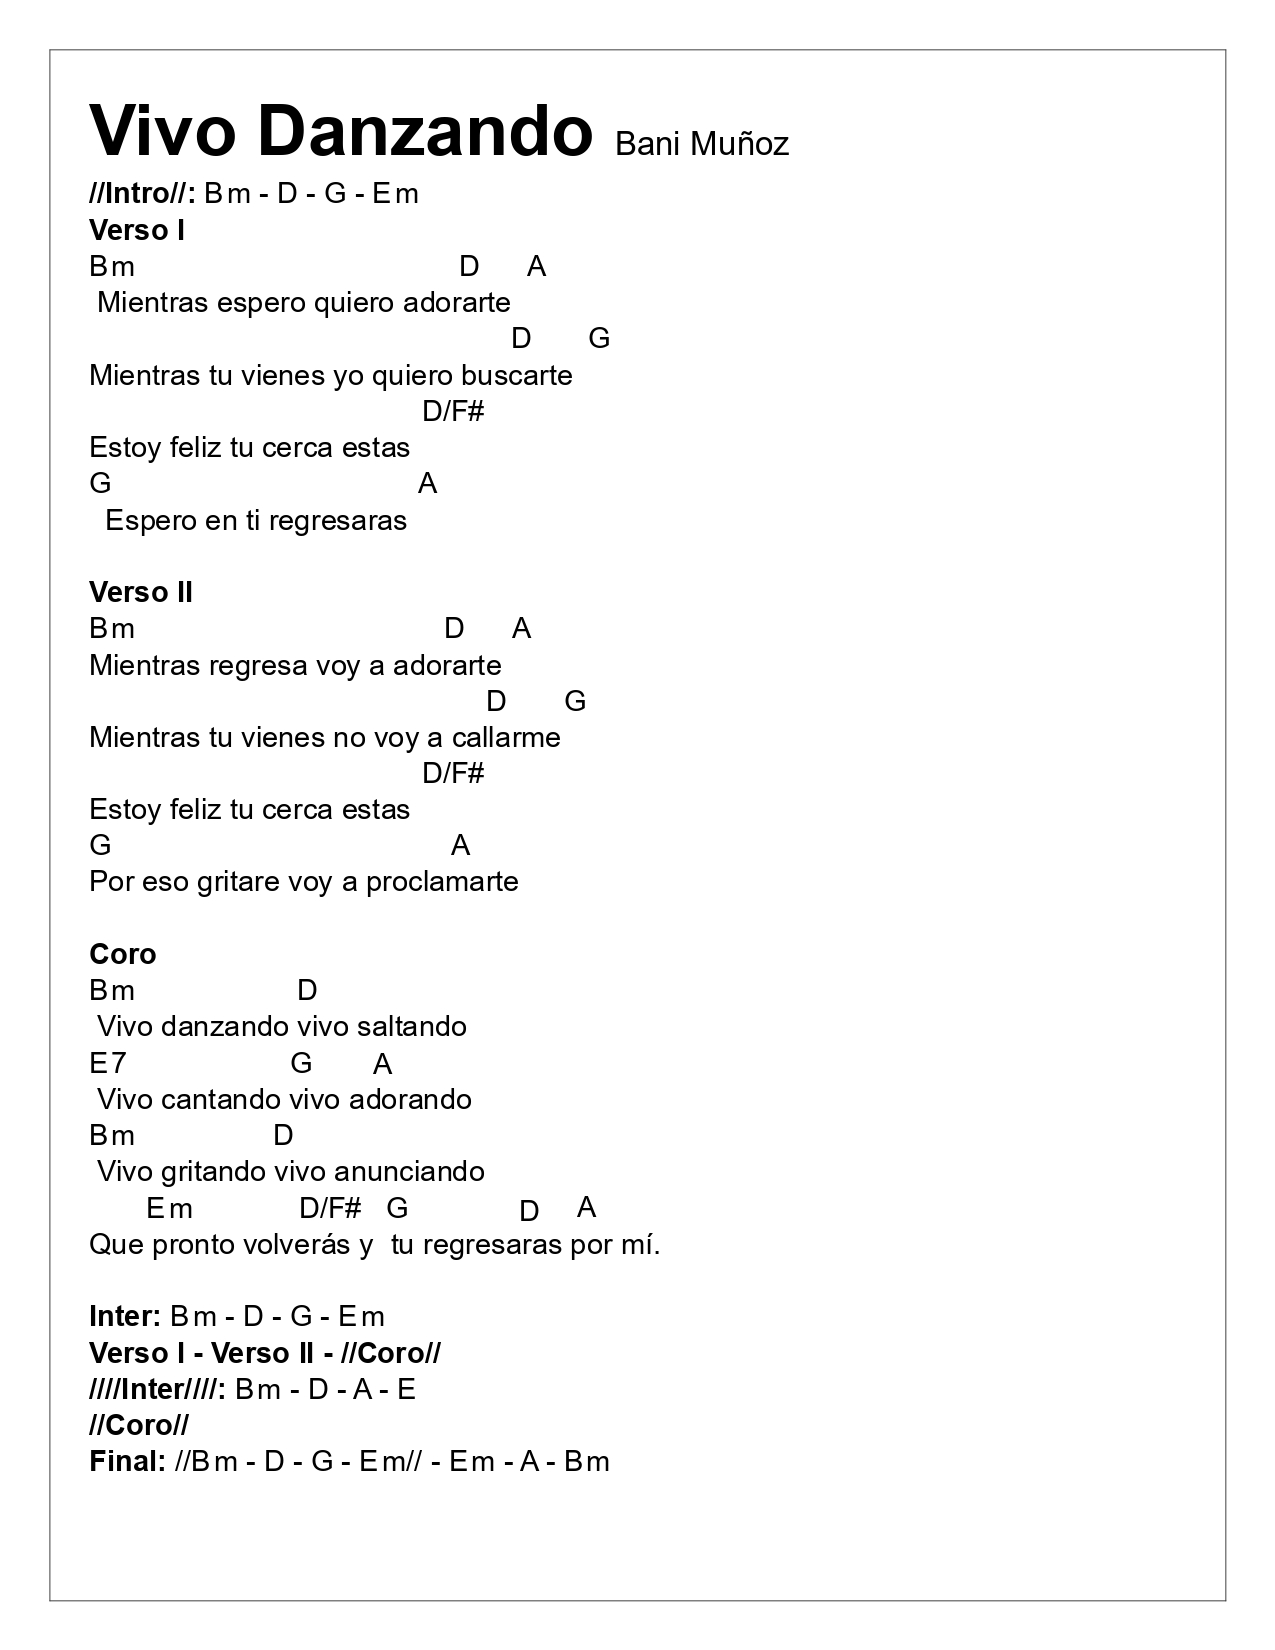 Vivo Danzando Bani Muñoz
//Intro//: Bm - D - G - Em
Verso I
Bm D A
Mientras espero quiero adorarte
D G
Mientras tu vienes yo quiero buscarte
D/F#
Estoy feliz tu cerca estas
G A
Espero en ti regresaras
Verso II
Bm D A
Mientras regresa voy a adorarte
D G
Mientras tu vienes no voy a callarme
D/F#
Estoy feliz tu cerca estas
G A
Por eso gritare voy a proclamarte
Coro
Bm D
Vivo danzando vivo saltando
E7 G A
Vivo cantando vivo adorando
Bm D
Vivo gritando vivo anunciando
Em D/F# G D A
Que pronto volverás y tu regresaras por mí.
Inter: Bm - D - G - Em
Verso I - Verso II - //Coro//
////Inter////: Bm - D - A - E
//Coro//
Final: //Bm - D - G - Em// - Em - A - Bm